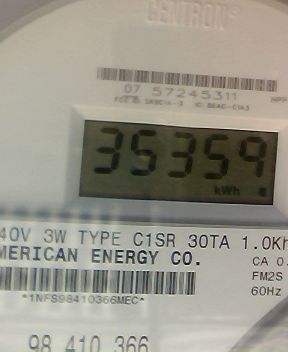 CENTRON®
07 57245311
35359
kWh
40V 3W TYPE C1SR 30TA 1.0Kh
MERICAN ENERGY CO.
CA 0.
FM2S
60Hz
*1NFS98410366MEC*
98 410 366